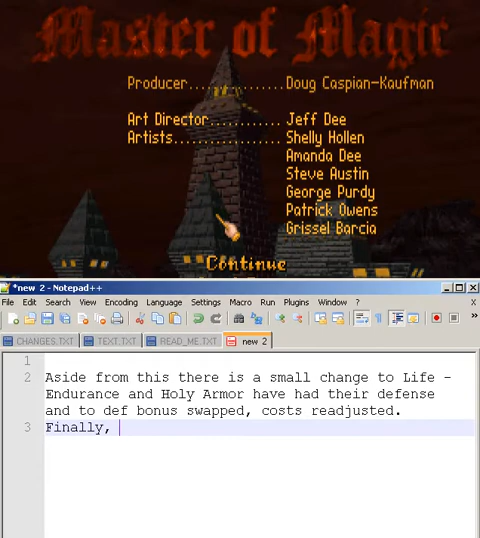 Master of Magic
Producer...............Doug Caspian-Kaufman
Art Director............ Jeff Dee
Artists.................. Shelly Hollen
Amanda Dee
Steve Austin
George Purdy
Patrick Owens
Grissel Barcia
Continue
*new 2 - Notepad++
File Edit Search View Encoding Language Settings Macro Run Plugins Window ? X
CHANGES.TXT TEXT.TXT READ_ME.TXT new 2
1
2 Aside from this there is a small change to Life -
Endurance and Holy Armor have had their defense
and to def bonus swapped, costs readjusted.
3 Finally,